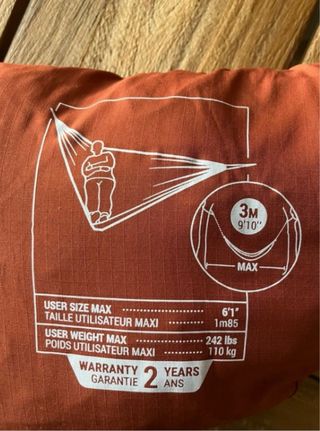 3M
9'10"
MAX
USER SIZE MAX .................... 6'1"
TAILLE UTILISATEUR MAXI .......... 1m85
USER WEIGHT MAX .................. 242 lbs
POIDS UTILISATEUR MAXI ........... 110 kg
WARRANTY 2 YEARS
GARANTIE ANS